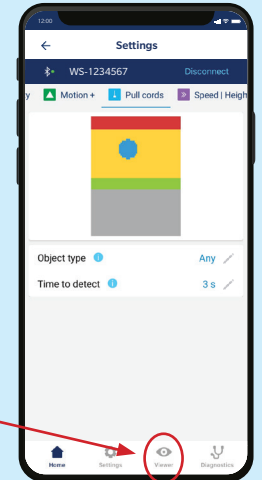 12:00
Settings
WS-1234567 Disconnect
y Motion + Pull cords Speed | Heigh
Object type Any
Time to detect 3 s
Home Settings Viewer Diagnostics